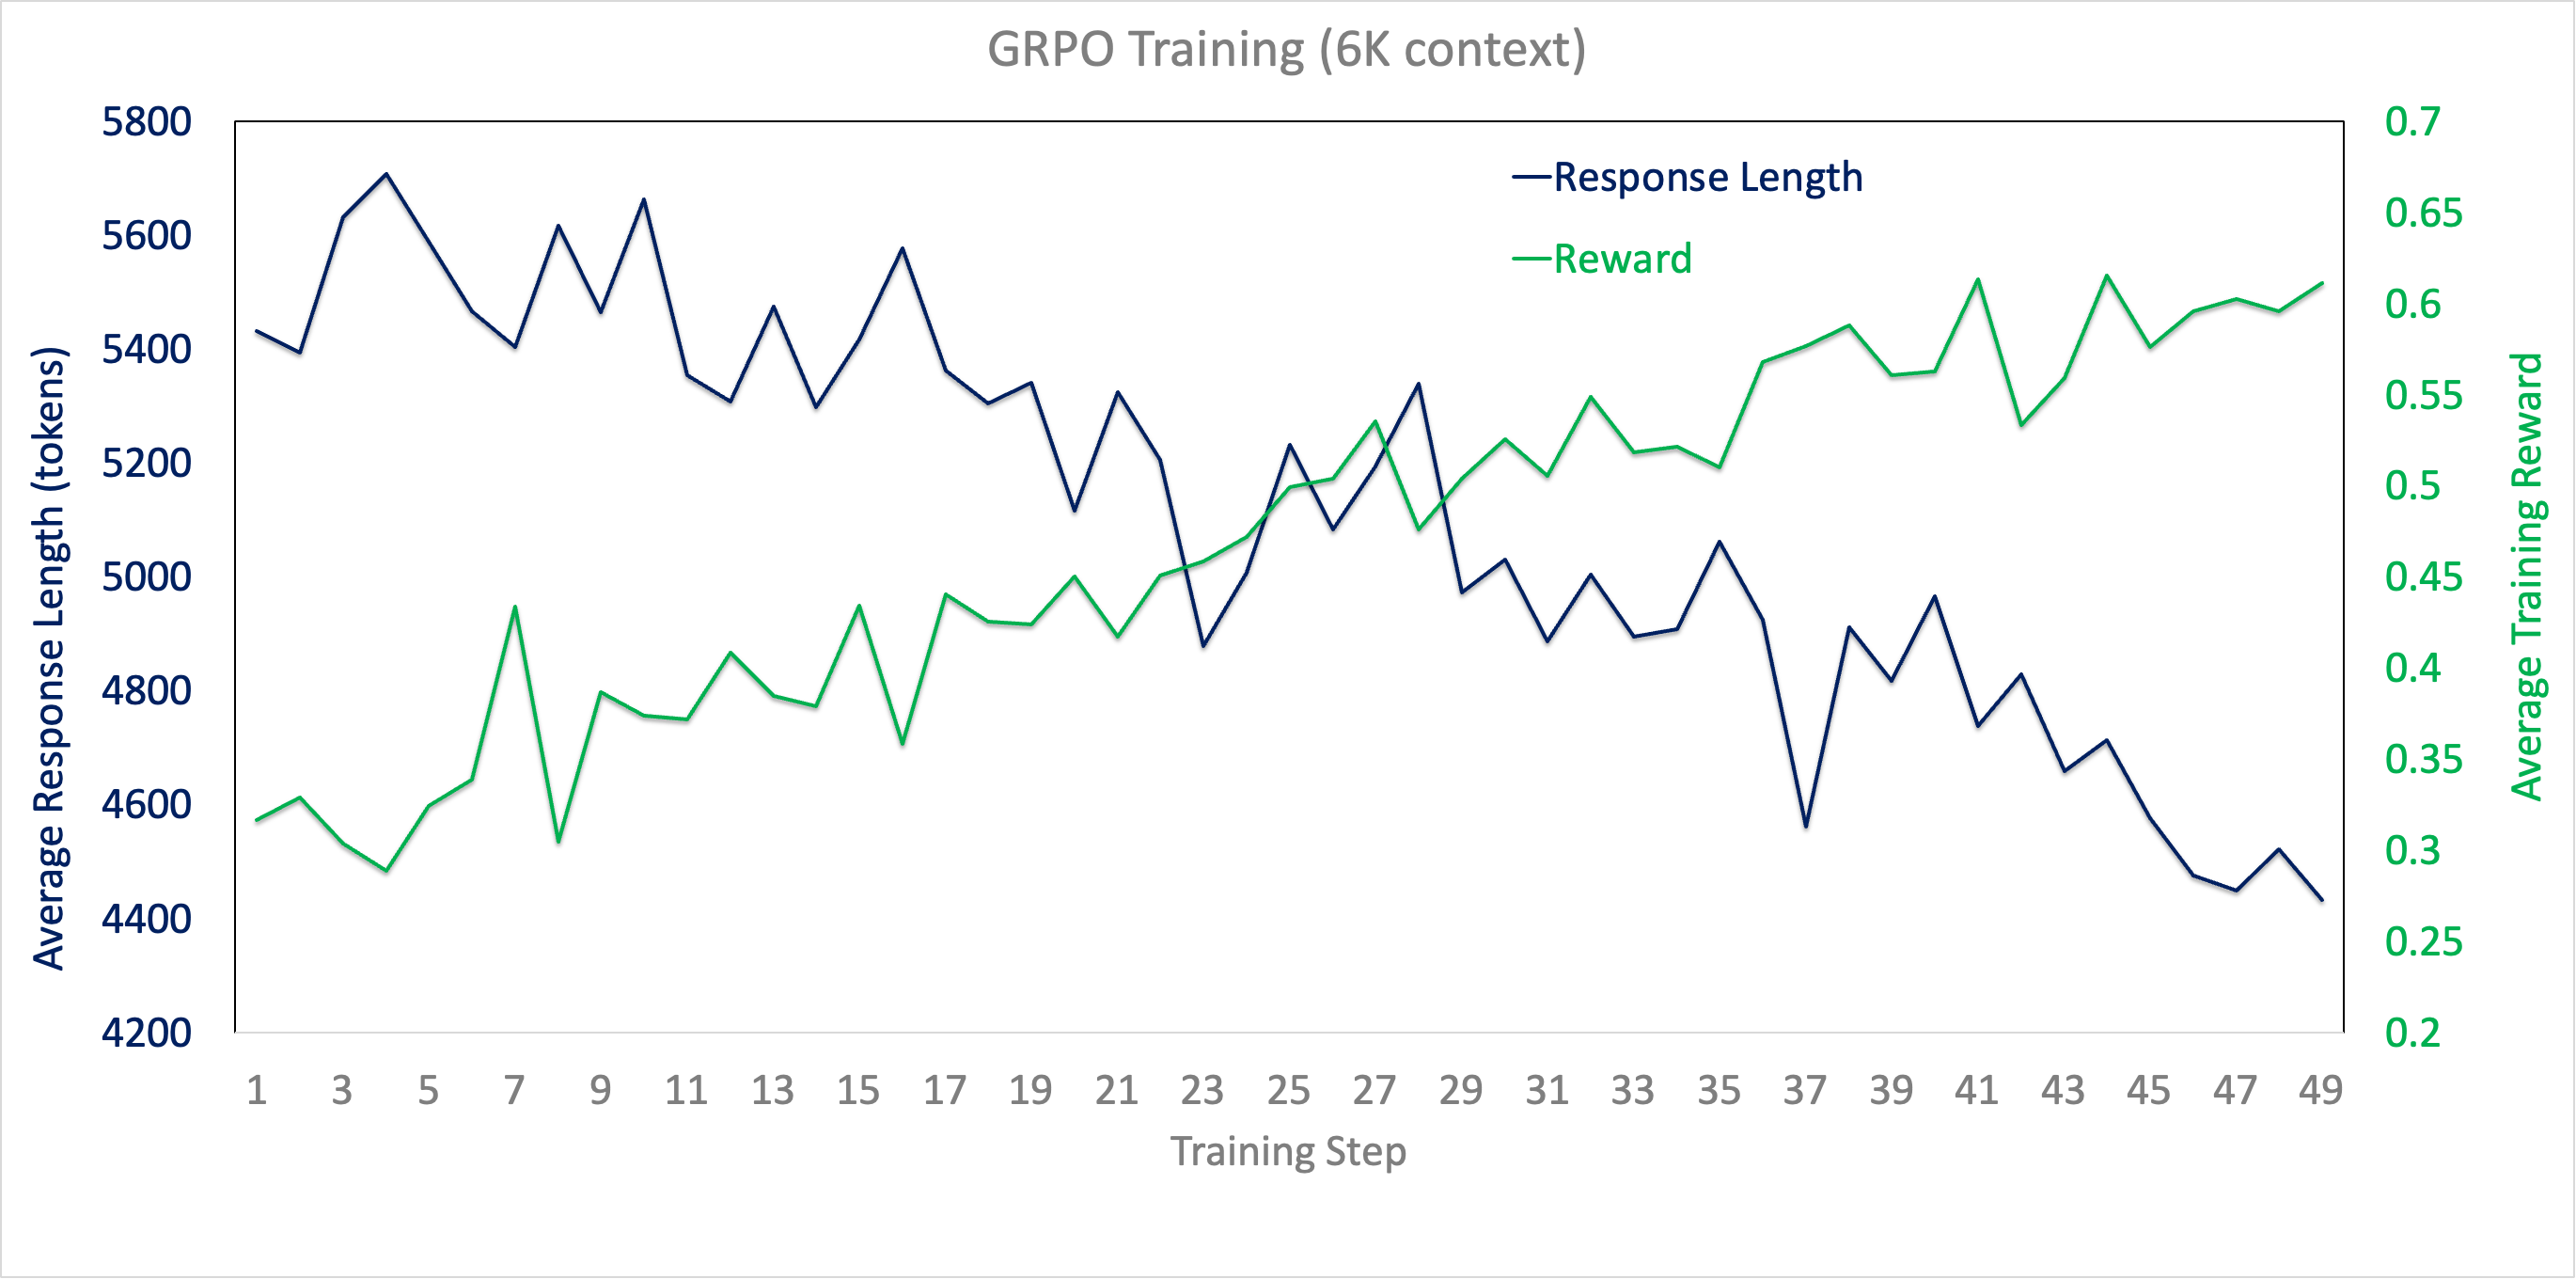 GRPO Training (6K context)
5800
5600
5400
5200
5000
4800
4600
4400
4200
Average Response Length (tokens)
Response Length
Reward
0.7
0.65
0.6
0.55
0.5
0.45
0.4
0.35
0.3
0.25
0.2
Average Training Reward
1 3 5 7 9 11 13 15 17 19 21 23 25 27 29 31 33 35 37 39 41 43 45 47 49
Training Step